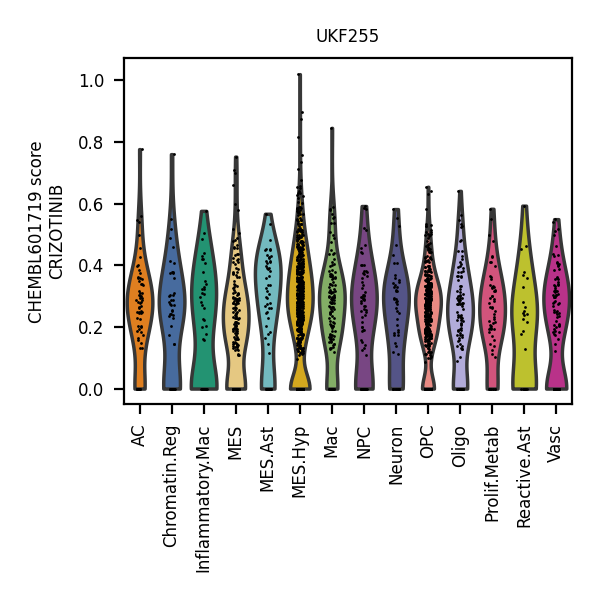 UKF255
CHEMBL601719 score
CRIZOTINIB
1.0
0.8
0.6
0.4
0.2
0.0
AC
Chromatin.Reg
Inflammatory.Mac
MES
MES.Ast
MES.Hyp
Mac
NPC
Neuron
OPC
Oligo
Prolif.Metab
Reactive.Ast
Vasc